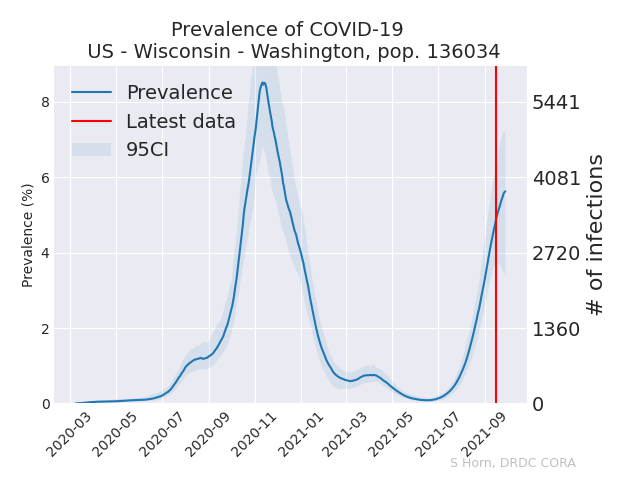 Prevalence of COVID-19
US - Wisconsin - Washington, pop. 136034
Prevalence
Latest data
95CI
Prevalence (%)
8
6
4
2
0
5441
4081
2720
1360
0
# of infections
2020-03
2020-05
2020-07
2020-09
2020-11
2021-01
2021-03
2021-05
2021-07
2021-09
S Horn, DRDC CORA